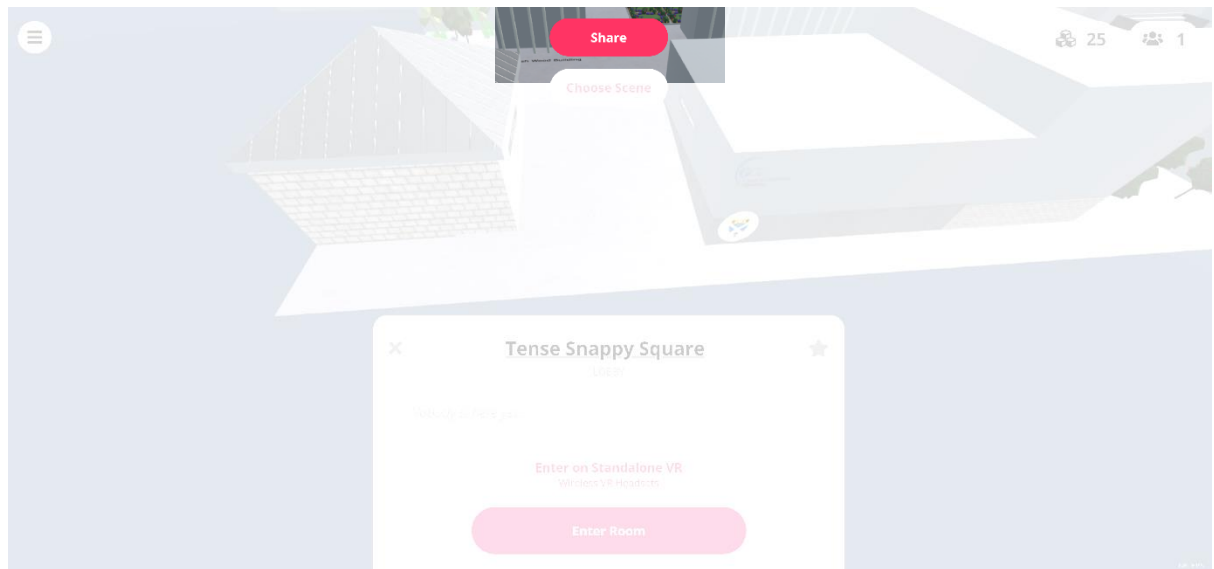 Share
25
1
Choose Scene
Tense Snappy Square
Enter on Standalone VR
Wireless VR Headsets
Enter Room